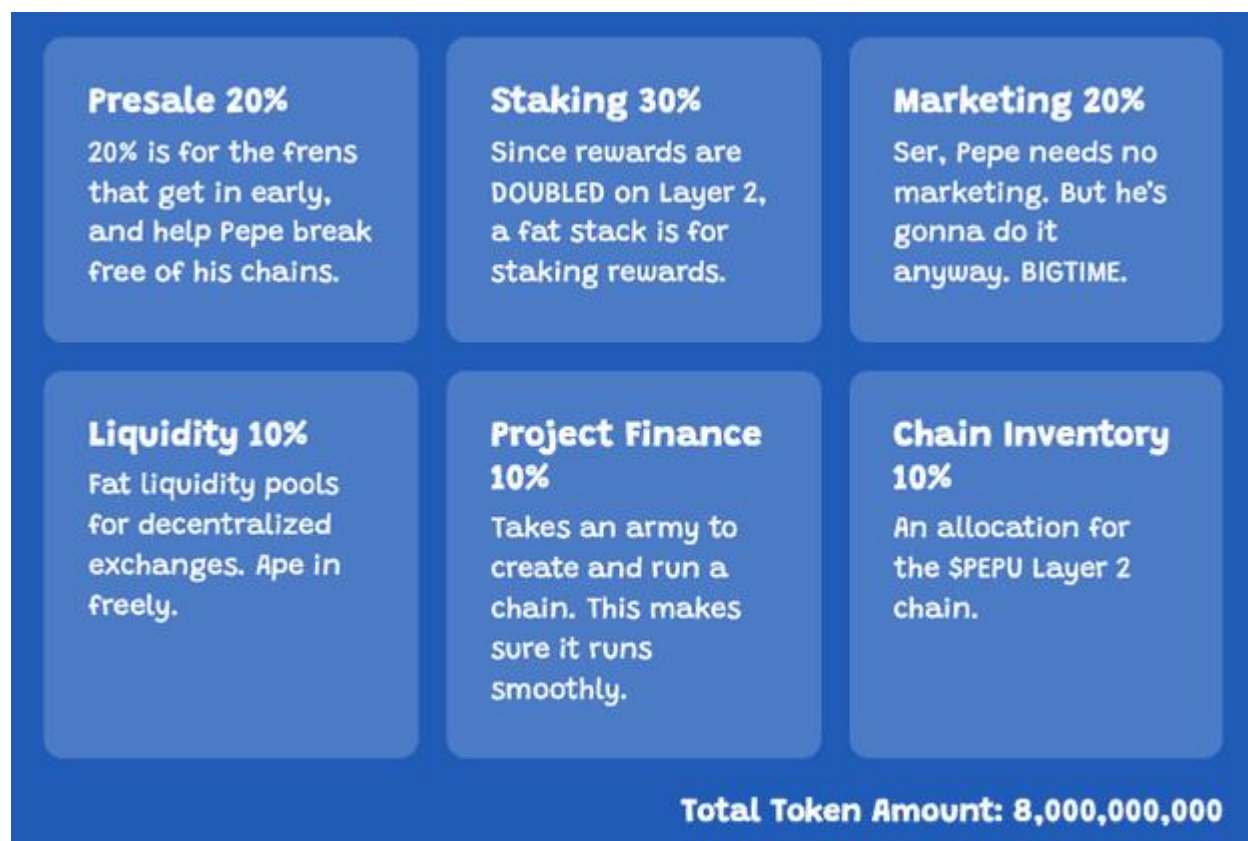 Presale 20%
20% is for the frens
that get in early,
and help Pepe break
free of his chains.
Staking 30%
Since rewards are
DOUBLED on Layer 2,
a fat stack is for
staking rewards.
Marketing 20%
Ser, Pepe needs no
marketing. But he's
gonna do it
anyway. BIGTIME.
Liquidity 10%
Fat liquidity pools
for decentralized
exchanges. Ape in
freely.
Project Finance
10%
Takes an army to
create and run a
chain. This makes
sure it runs
smoothly.
Chain Inventory
10%
An allocation for
the $PEPU Layer 2
chain.
Total Token Amount: 8,000,000,000